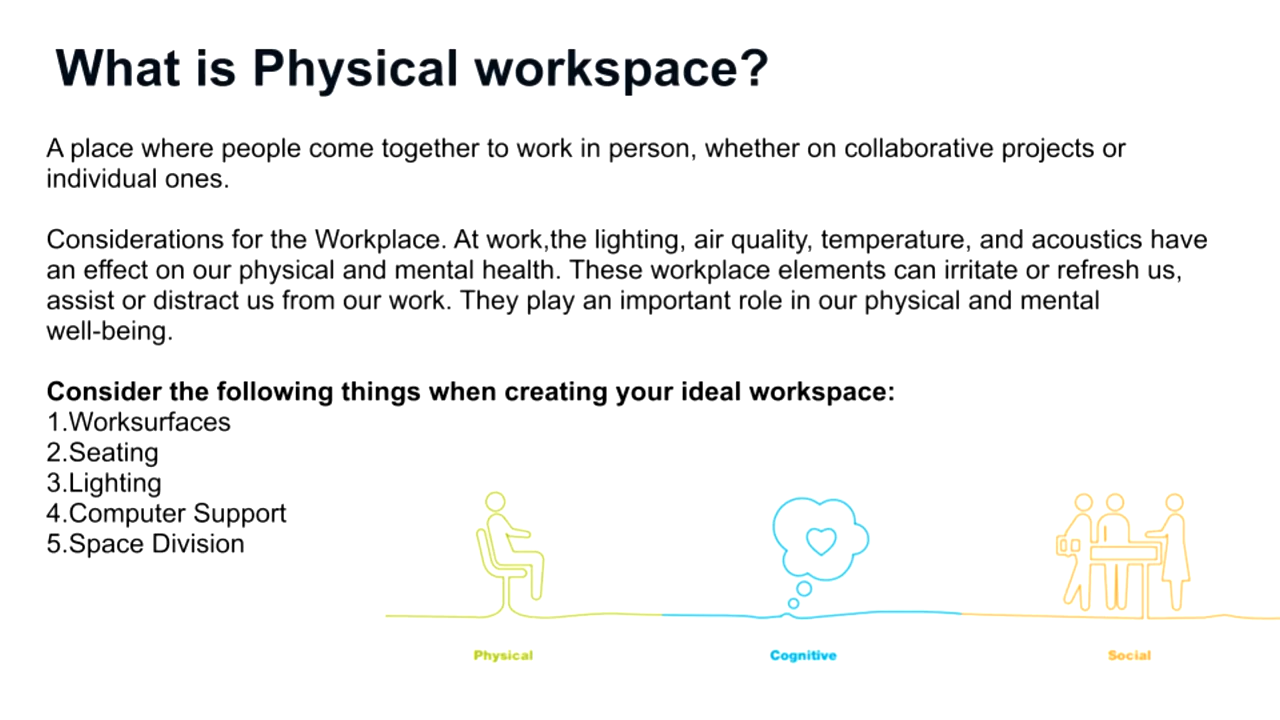 What is Physical workspace?
A place where people come together to work in person, whether on collaborative projects or
individual ones.
Considerations for the Workplace. At work,the lighting, air quality, temperature, and acoustics have
an effect on our physical and mental health. These workplace elements can irritate or refresh us,
assist or distract us from our work. They play an important role in our physical and mental
well-being.
Consider the following things when creating your ideal workspace:
1.Worksurfaces
2.Seating
3.Lighting
4.Computer Support
5.Space Division
Physical
Cognitive
Social